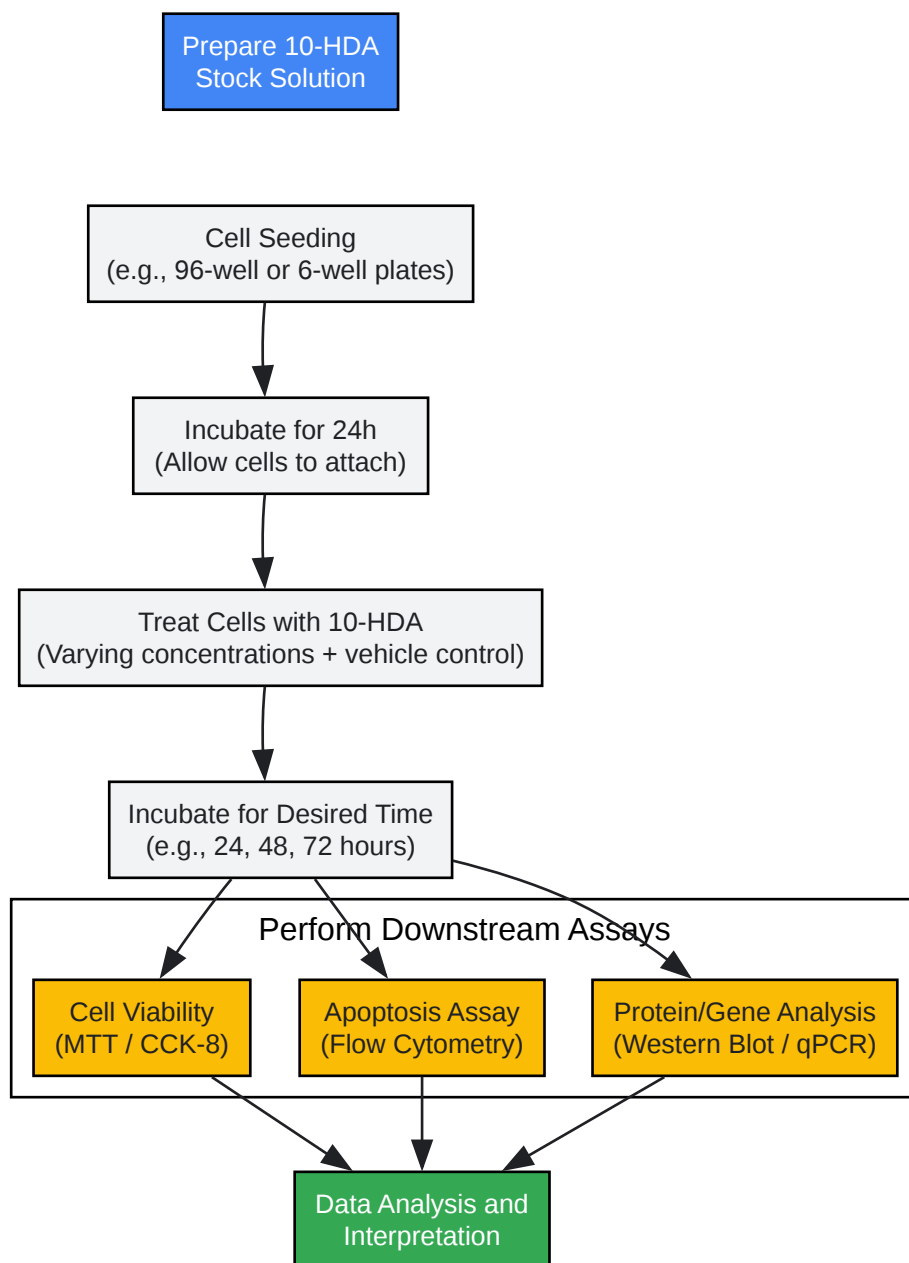 Prepare 10-HDA
Stock Solution
Cell Seeding
(e.g., 96-well or 6-well plates)
Incubate for 24h
(Allow cells to attach)
Treat Cells with 10-HDA
(Varying concentrations + vehicle control)
Incubate for Desired Time
(e.g., 24, 48, 72 hours)
Perform Downstream Assays
Cell Viability
(MTT / CCK-8)
Apoptosis Assay
(Flow Cytometry)
Protein/Gene Analysis
(Western Blot / qPCR)
Data Analysis and
Interpretation